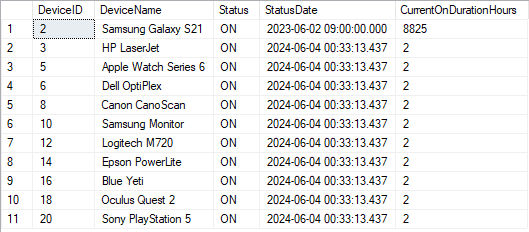 DeviceID DeviceName Status StatusDate CurrentOnDurationHours
1 2 Samsung Galaxy S21 ON 2023-06-02 09:00:00.000 8825
2 3 HP LaserJet ON 2024-06-04 00:33:13.437 2
3 5 Apple Watch Series 6 ON 2024-06-04 00:33:13.437 2
4 6 Dell OptiPlex ON 2024-06-04 00:33:13.437 2
5 8 Canon CanoScan ON 2024-06-04 00:33:13.437 2
6 10 Samsung Monitor ON 2024-06-04 00:33:13.437 2
7 12 Logitech M720 ON 2024-06-04 00:33:13.437 2
8 14 Epson PowerLite ON 2024-06-04 00:33:13.437 2
9 16 Blue Yeti ON 2024-06-04 00:33:13.437 2
10 18 Oculus Quest 2 ON 2024-06-04 00:33:13.437 2
11 20 Sony PlayStation 5 ON 2024-06-04 00:33:13.437 2